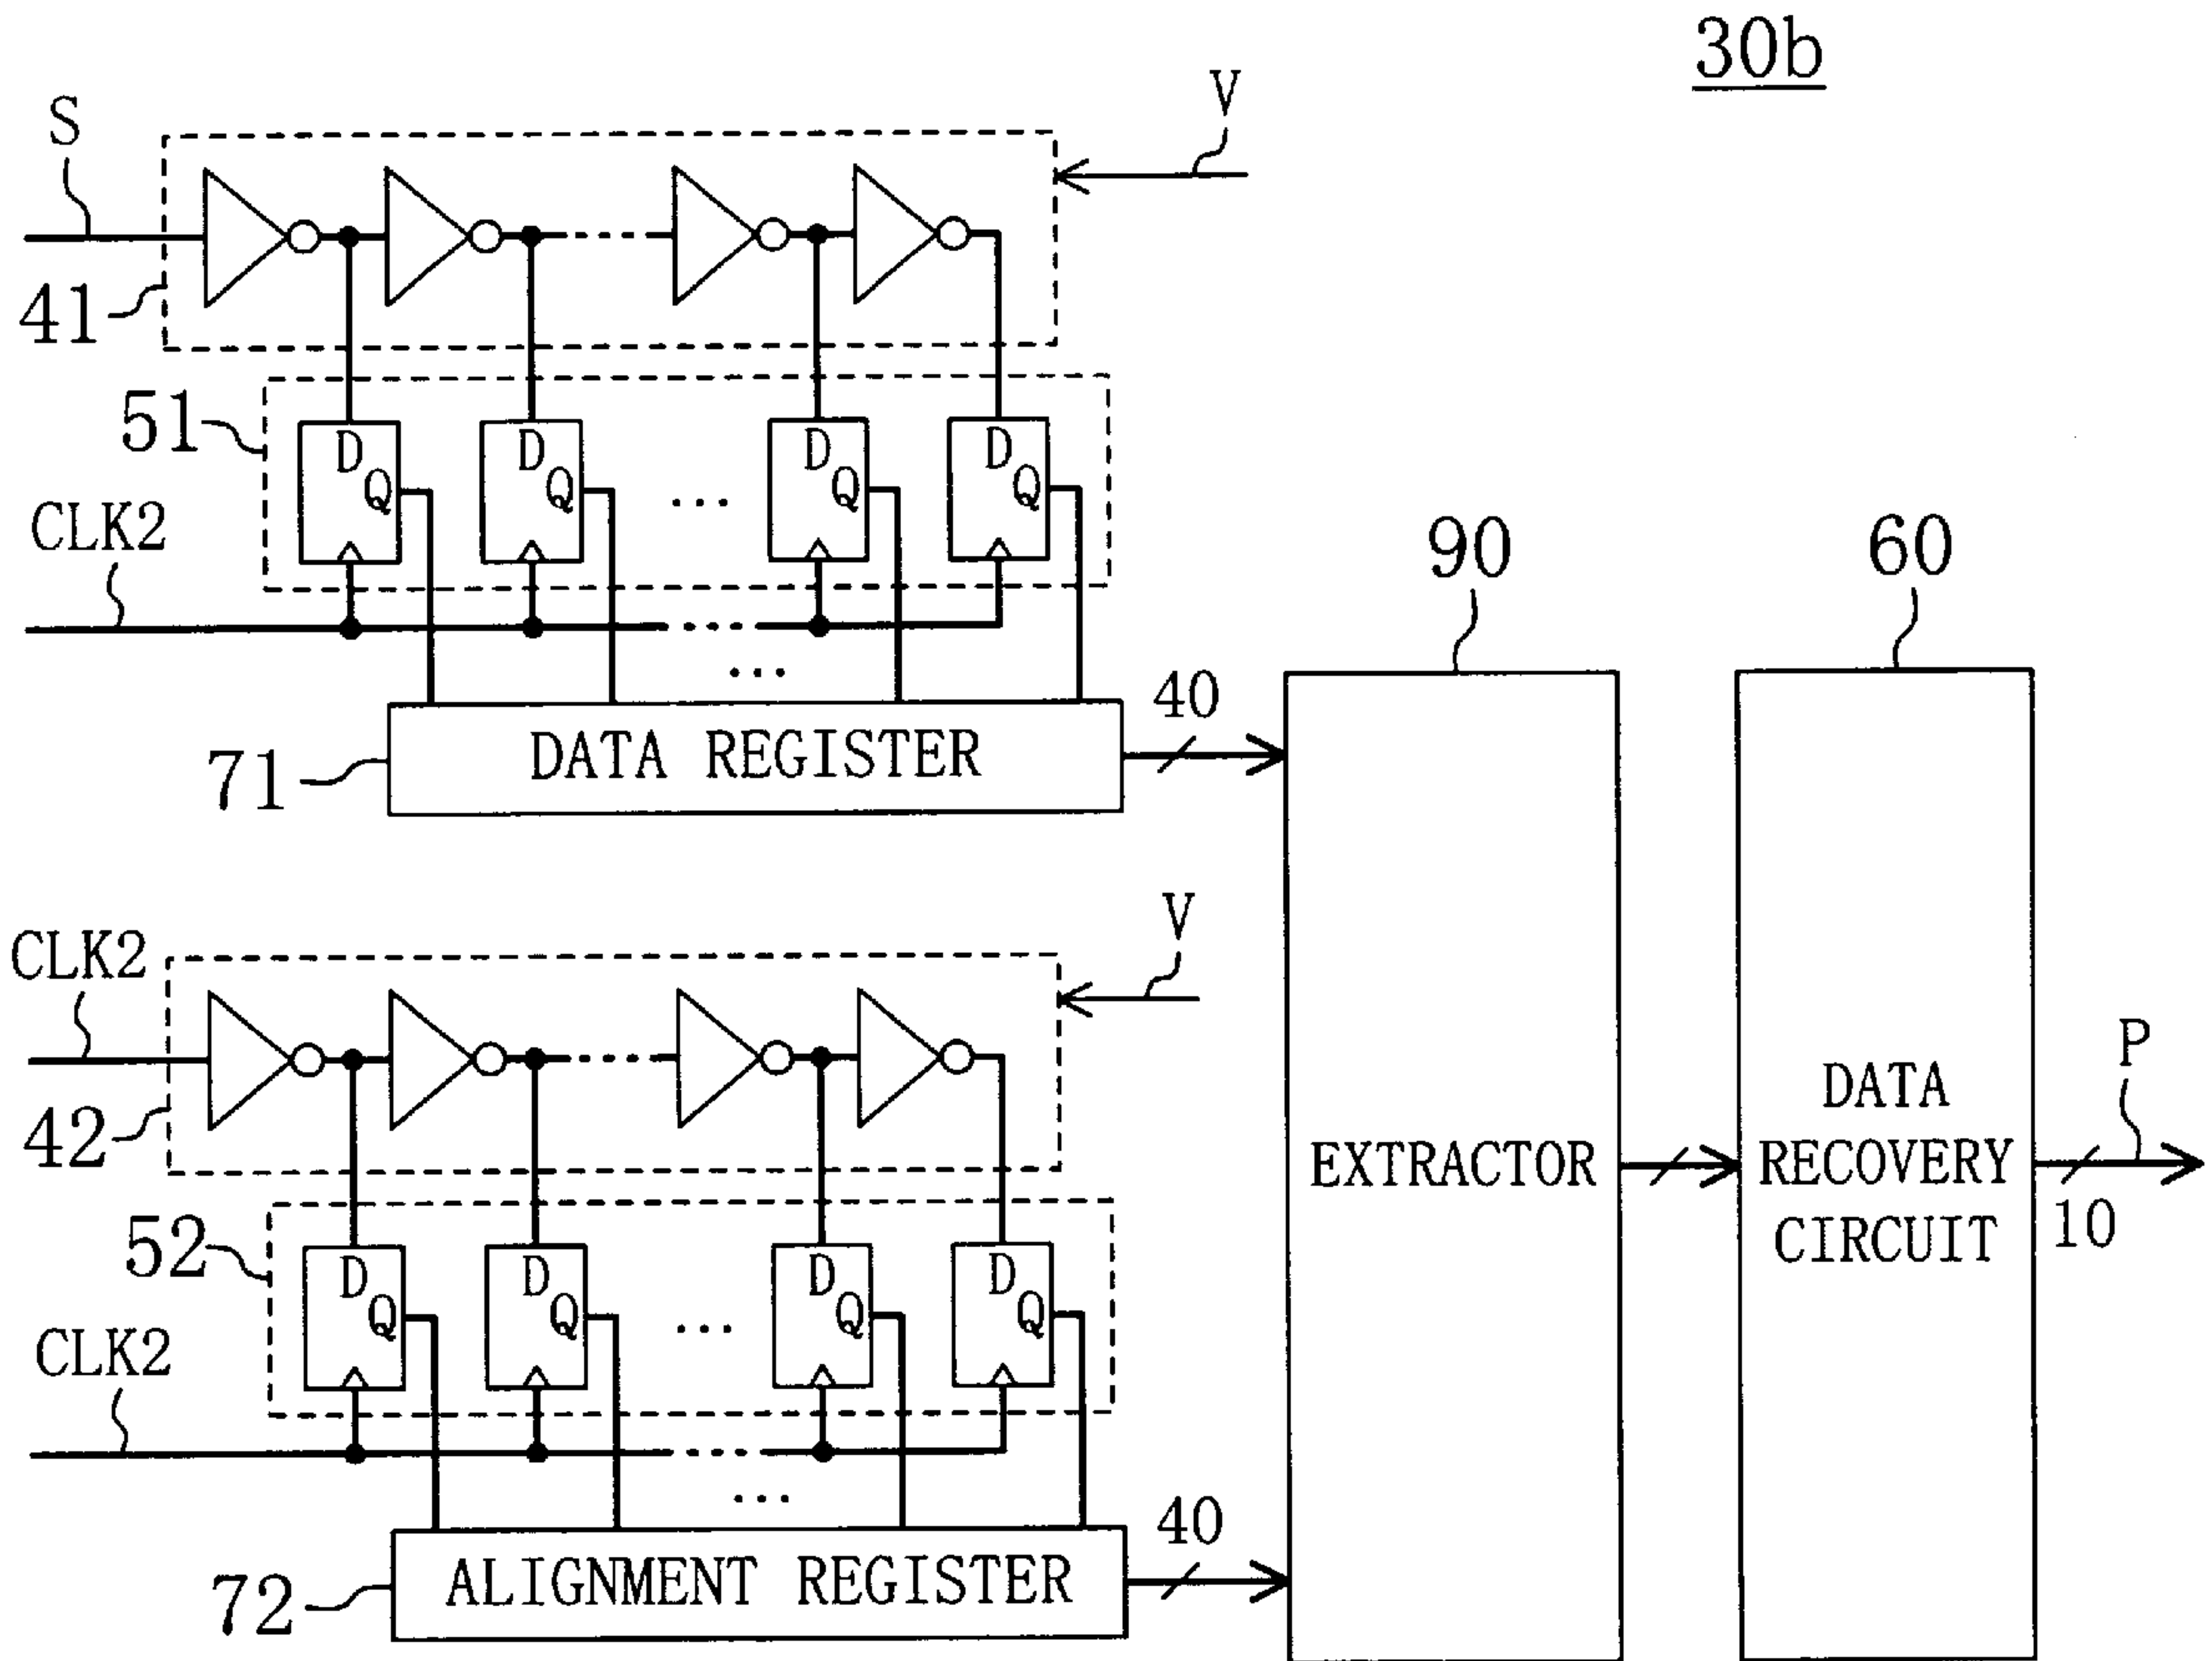 30b
V
S
41
51
D
Q
D
Q
...
D
Q
D
Q
CLK2
...
90
60
40
DATA REGISTER
71
V
CLK2
42
P
EXTRACTOR
DATA
RECOVERY
CIRCUIT
10
52
D
Q
D
Q
...
D
Q
D
Q
CLK2
...
40
ALIGNMENT REGISTER
72